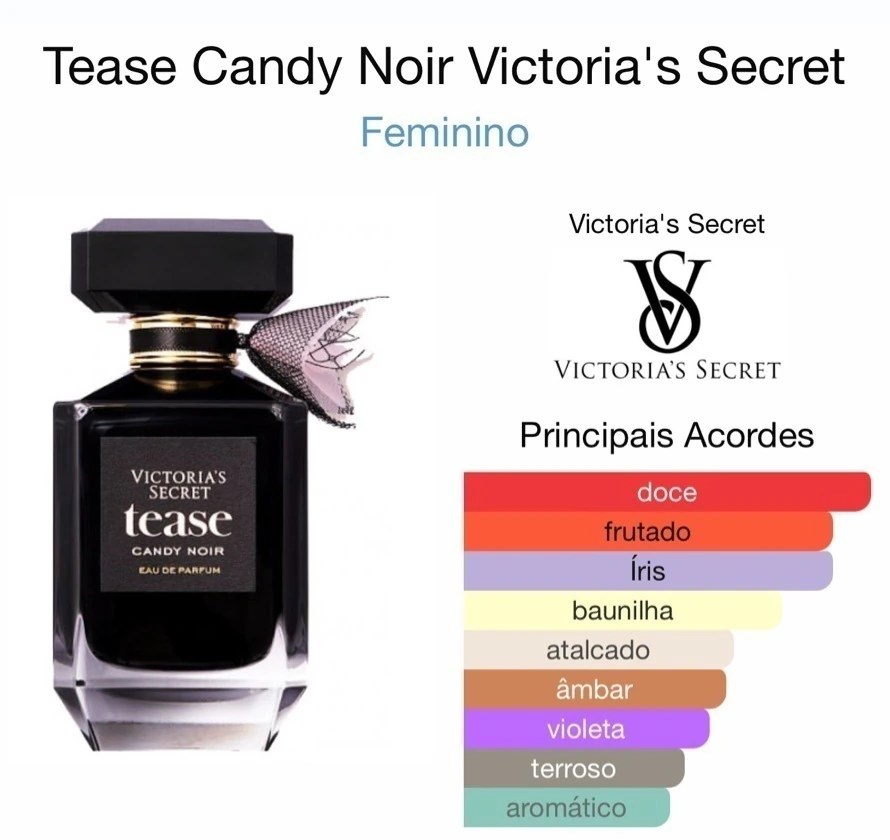 Tease Candy Noir Victoria's Secret
Feminino
VICTORIA'S
SECRET
tease
CANDY NOIR
EAU DE PARFUM
Victoria's Secret
VS
VICTORIA'S SECRET
Principais Acordes
doce
frutado
Íris
baunilha
atalcado
âmbar
violeta
terroso
aromático